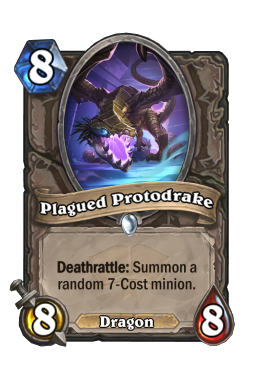 8
Plagued Protodrake
Deathrattle: Summon a
random 7-Cost minion.
8
Dragon
8